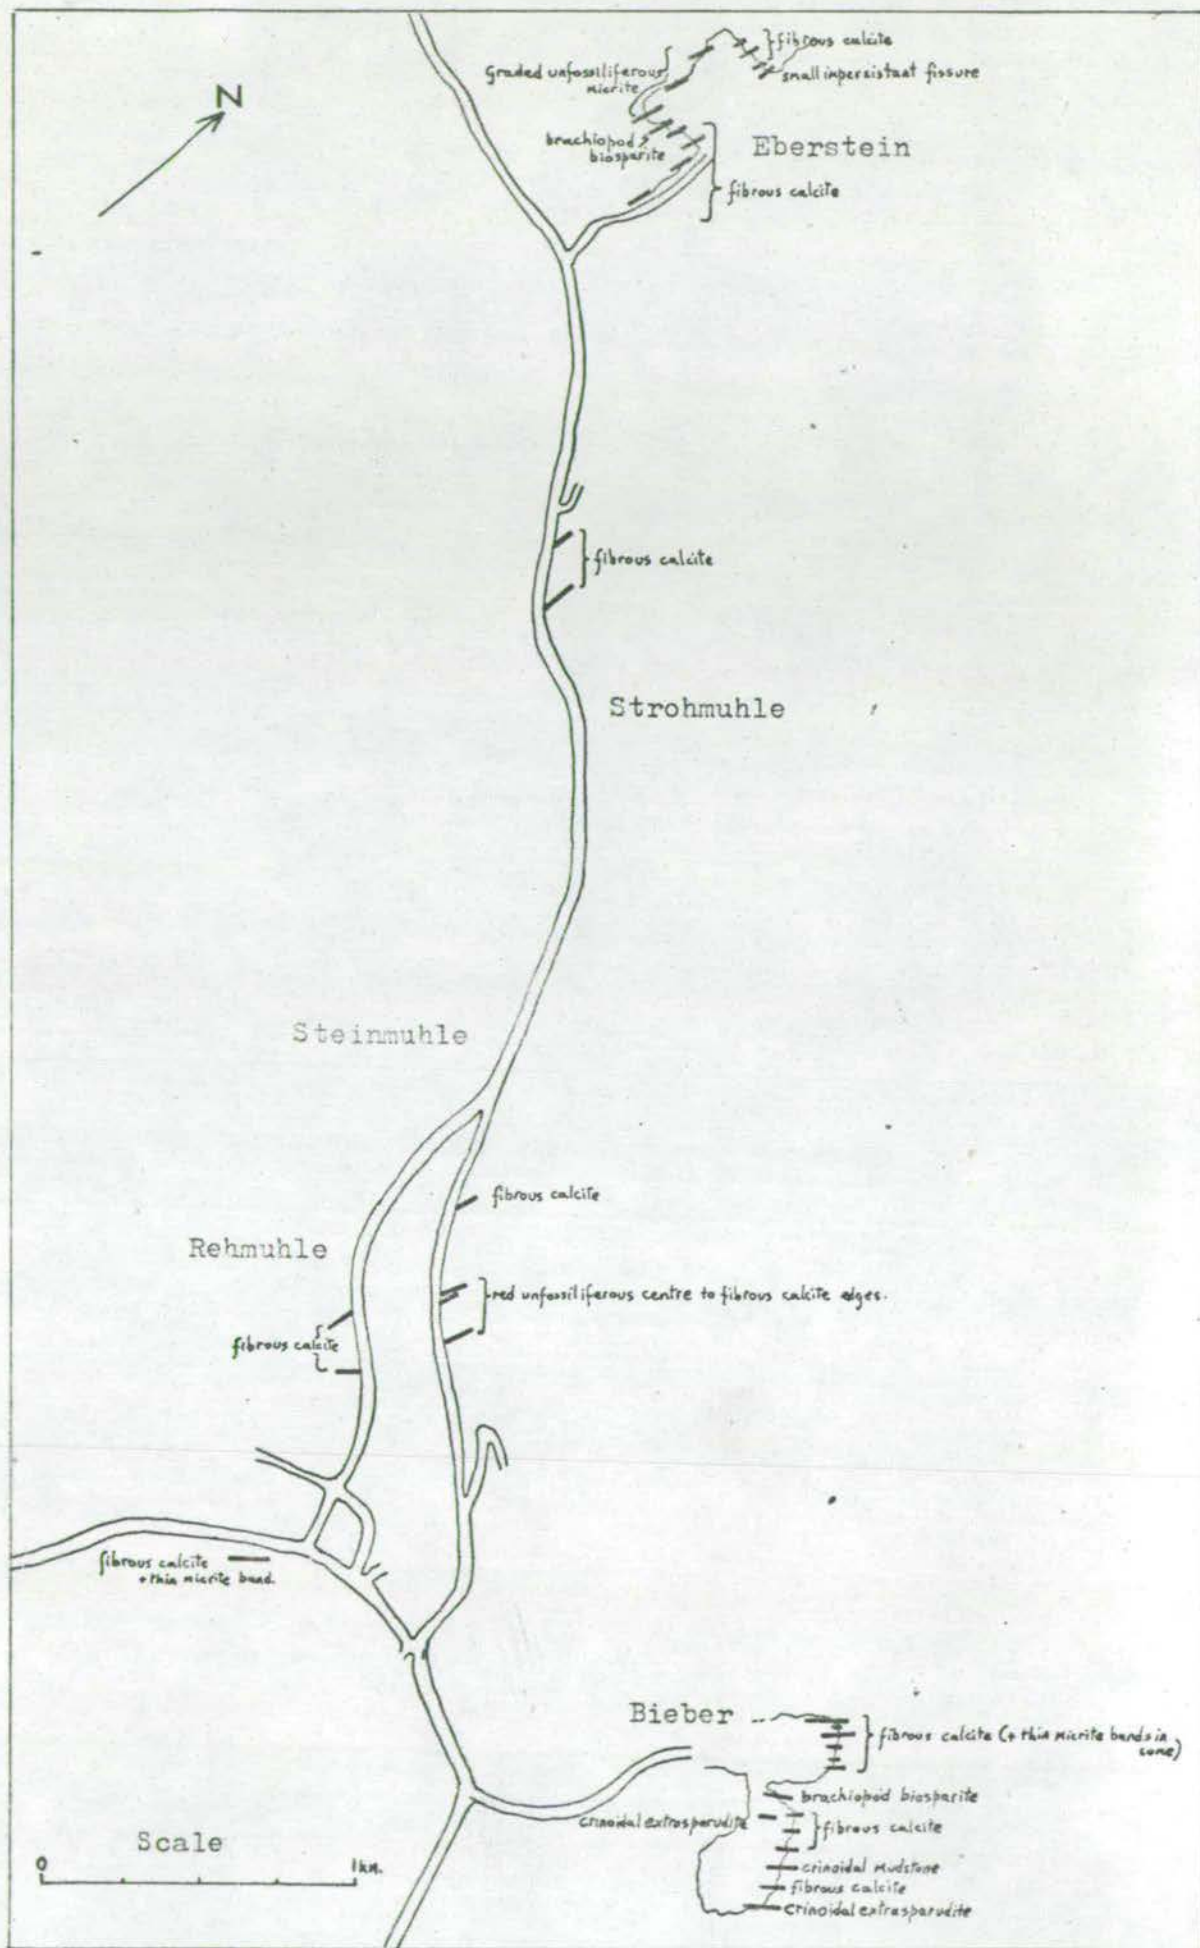 N
fibrous calcite
small inpersistant fissure
Graded unfossiliferous
micrite
brachiopod
biosparite
Eberstein
fibrous calcite
fibrous calcite
Strohmuhle
Steinmuhle
fibrous calcite
Rehmuhle
red unfossiliferous centre to fibrous calcite edges.
fibrous calcite
fibrous calcite
+ thin micrite band.
Bieber
fibrous calcite (+ thin micrite bands in
some)
brachiopod biosparite
crinoidal extrasparudite
fibrous calcite
crinoidal mudstone
fibrous calcite
crinoidal extrasparudite
Scale
0 1km.